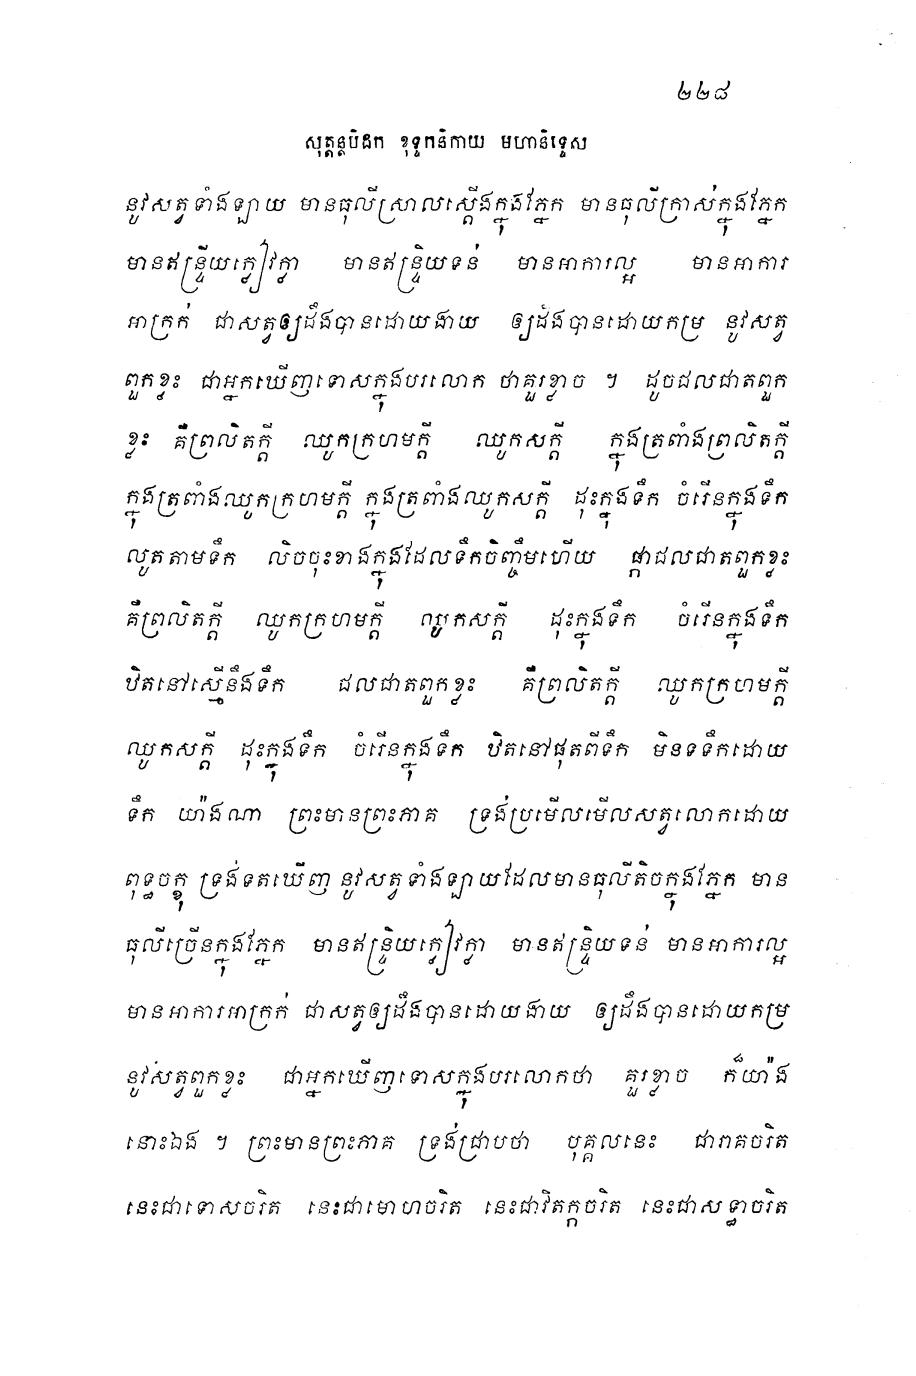 ២២៨
សុត្តន្តបិដក ខុទ្ទកនិកាយ មហានិទ្ទេស
នូវសត្វទាំងឡាយ មានធុលីស្រាលស្តើងក្នុងភ្នែក មានធុលីក្រាស់ក្នុងភ្នែក
មានឥន្ទ្រិយក្លៀវក្លា មានឥន្ទ្រិយទន់ មានអាការល្អ មានអាការ
អាក្រក់ ជាសត្វឲ្យដឹងបានដោយងាយ ឲ្យដឹងបានដោយកម្រ នូវសត្វ
ពួកខ្លះ ជាអ្នកឃើញទោសក្នុងបរលោក ថាគួរខ្លាច ។ ដូចជលជាតពួក
ខ្លះ គឺព្រលិតក្តី ឈូកក្រហមក្តី ឈូកសក្តី ក្នុងត្រពាំងព្រលិតក្តី
ក្នុងត្រពាំងឈូកក្រហមក្តី ក្នុងត្រពាំងឈូកសក្តី ដុះក្នុងទឹក ចំរើនក្នុងទឹក
លូតតាមទឹក លិចចុះខាងក្នុងដែលទឹកចិញ្ចឹមហើយ ផ្កាជលជាតពួកខ្លះ
គឺព្រលិតក្តី ឈូកក្រហមក្តី ឈូកសក្តី ដុះក្នុងទឹក ចំរើនក្នុងទឹក
ឋិតនៅស្មើនឹងទឹក ជលជាតពួកខ្លះ គឺព្រលិតក្តី ឈូកក្រហមក្តី
ឈូកសក្តី ដុះក្នុងទឹក ចំរើនក្នុងទឹក ឋិតនៅផុតពីទឹក មិនទទឹកដោយ
ទឹក យ៉ាងណា ព្រះមានព្រះភាគ ទ្រង់ប្រមើលមើលសត្វលោកដោយ
ពុទ្ធចក្ខុ ទ្រង់ទតឃើញ នូវសត្វទាំងឡាយដែលមានធុលីតិចក្នុងភ្នែក មាន
ធុលីច្រើនក្នុងភ្នែក មានឥន្ទ្រិយក្លៀវក្លា មានឥន្ទ្រិយទន់ មានអាការល្អ
មានអាការអាក្រក់ ជាសត្វឲ្យដឹងបានដោយងាយ ឲ្យដឹងបានដោយកម្រ
នូវសត្វពួកខ្លះ ជាអ្នកឃើញទោសក្នុងបរលោកថា គួរខ្លាច ក៏យ៉ាង
នោះឯង ។ ព្រះមានព្រះភាគ ទ្រង់ជ្រាបថា បុគ្គលនេះ ជារាគចរិត
នេះជាទោសចរិត នេះជាមោហចរិត នេះជាវិតក្កចរិត នេះជាសទ្ធាចរិត